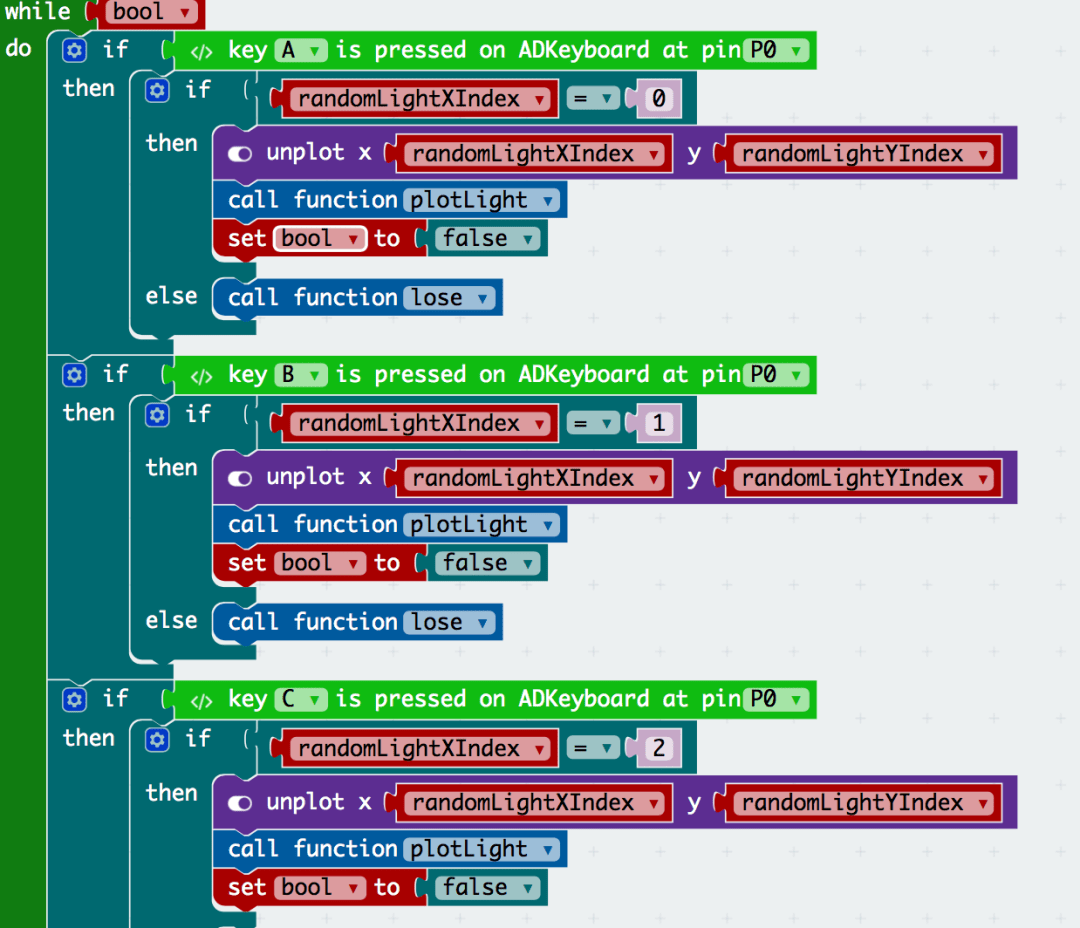 while bool
do if </> key A is pressed on ADKeyboard at pin P0
then if randomLightXIndex = 0
then unplot x randomLightXIndex y randomLightYIndex
call function plotLight
set bool to false
else call function lose
if </> key B is pressed on ADKeyboard at pin P0
then if randomLightXIndex = 1
then unplot x randomLightXIndex y randomLightYIndex
call function plotLight
set bool to false
else call function lose
if </> key C is pressed on ADKeyboard at pin P0
then if randomLightXIndex = 2
then unplot x randomLightXIndex y randomLightYIndex
call function plotLight
set bool to false